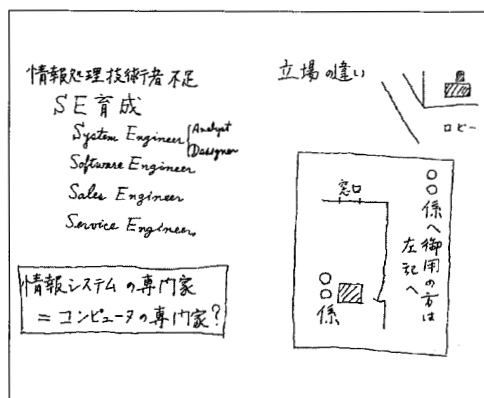 情報処理技術者不足
SE育成
System Engineer {Analyst
Designer
Software Engineer
Sales Engineer
Service Engineer
情報システムの専門家
=コンピュータの専門家?
立場の違い
ロビー
窓口
○○係
○○係へ御用の方は
左記へ